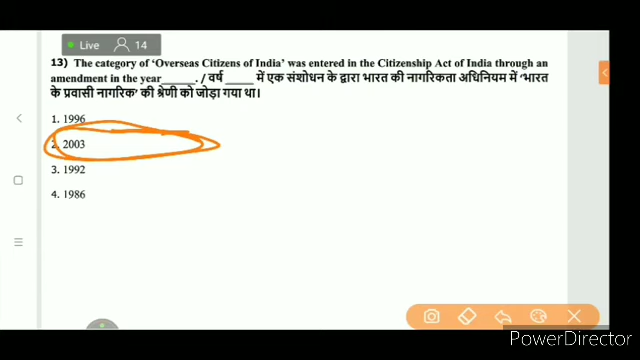 Live 14
13) The category of ‘Overseas Citizens of India’ was entered in the Citizenship Act of India through an
amendment in the year______. / वर्ष _____ में एक संशोधन के द्वारा भारत की नागरिकता अधिनियम में ‘भारत
के प्रवासी नागरिक’ की श्रेणी को जोड़ा गया था।
1. 1996
2. 2003
3. 1992
4. 1986
PowerDirector